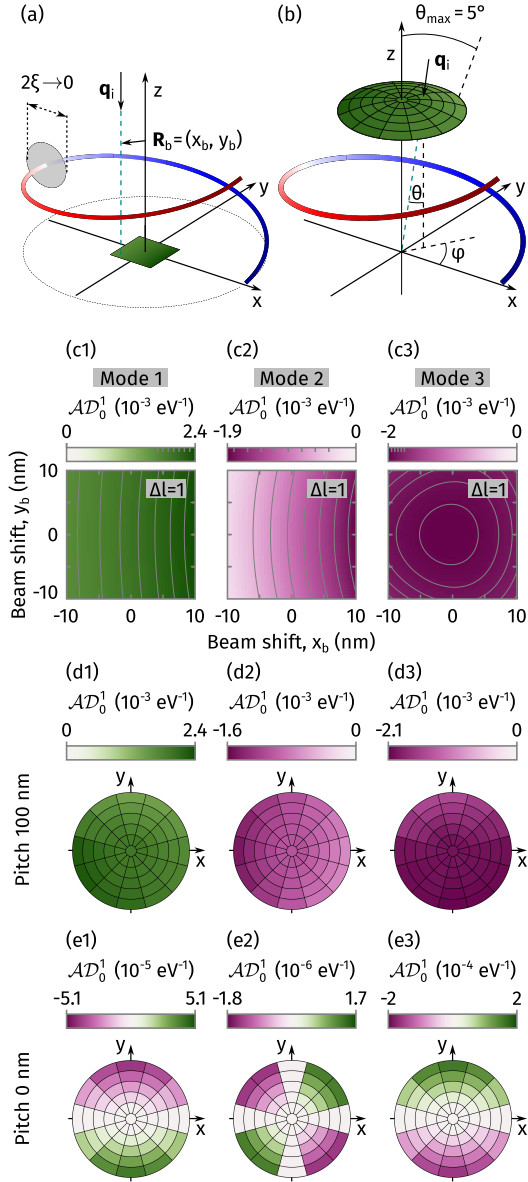 (a) (b)
θmax = 5°
2ξ→0 qi z z qi
Rb=(xb, yb)
y θ y
φ
x x
(c1) (c2) (c3)
Mode 1 Mode 2 Mode 3
𝒜𝒟₀¹ (10⁻³ eV⁻¹) 𝒜𝒟₀¹ (10⁻³ eV⁻¹) 𝒜𝒟₀¹ (10⁻³ eV⁻¹)
0 2.4 -1.9 0 -2 0
Beam shift, yb (nm)
10 Δl=1 Δl=1 Δl=1
0
-10
-10 0 10 -10 0 10 -10 0 10
Beam shift, xb (nm)
(d1) (d2) (d3)
𝒜𝒟₀¹ (10⁻³ eV⁻¹) 𝒜𝒟₀¹ (10⁻³ eV⁻¹) 𝒜𝒟₀¹ (10⁻³ eV⁻¹)
0 2.4 -1.6 0 -2.1 0
Pitch 100 nm
y y y
x x x
(e1) (e2) (e3)
𝒜𝒟₀¹ (10⁻⁵ eV⁻¹) 𝒜𝒟₀¹ (10⁻⁶ eV⁻¹) 𝒜𝒟₀¹ (10⁻⁴ eV⁻¹)
-5.1 5.1 -1.8 1.7 -2 2
Pitch 0 nm
y y y
x x x